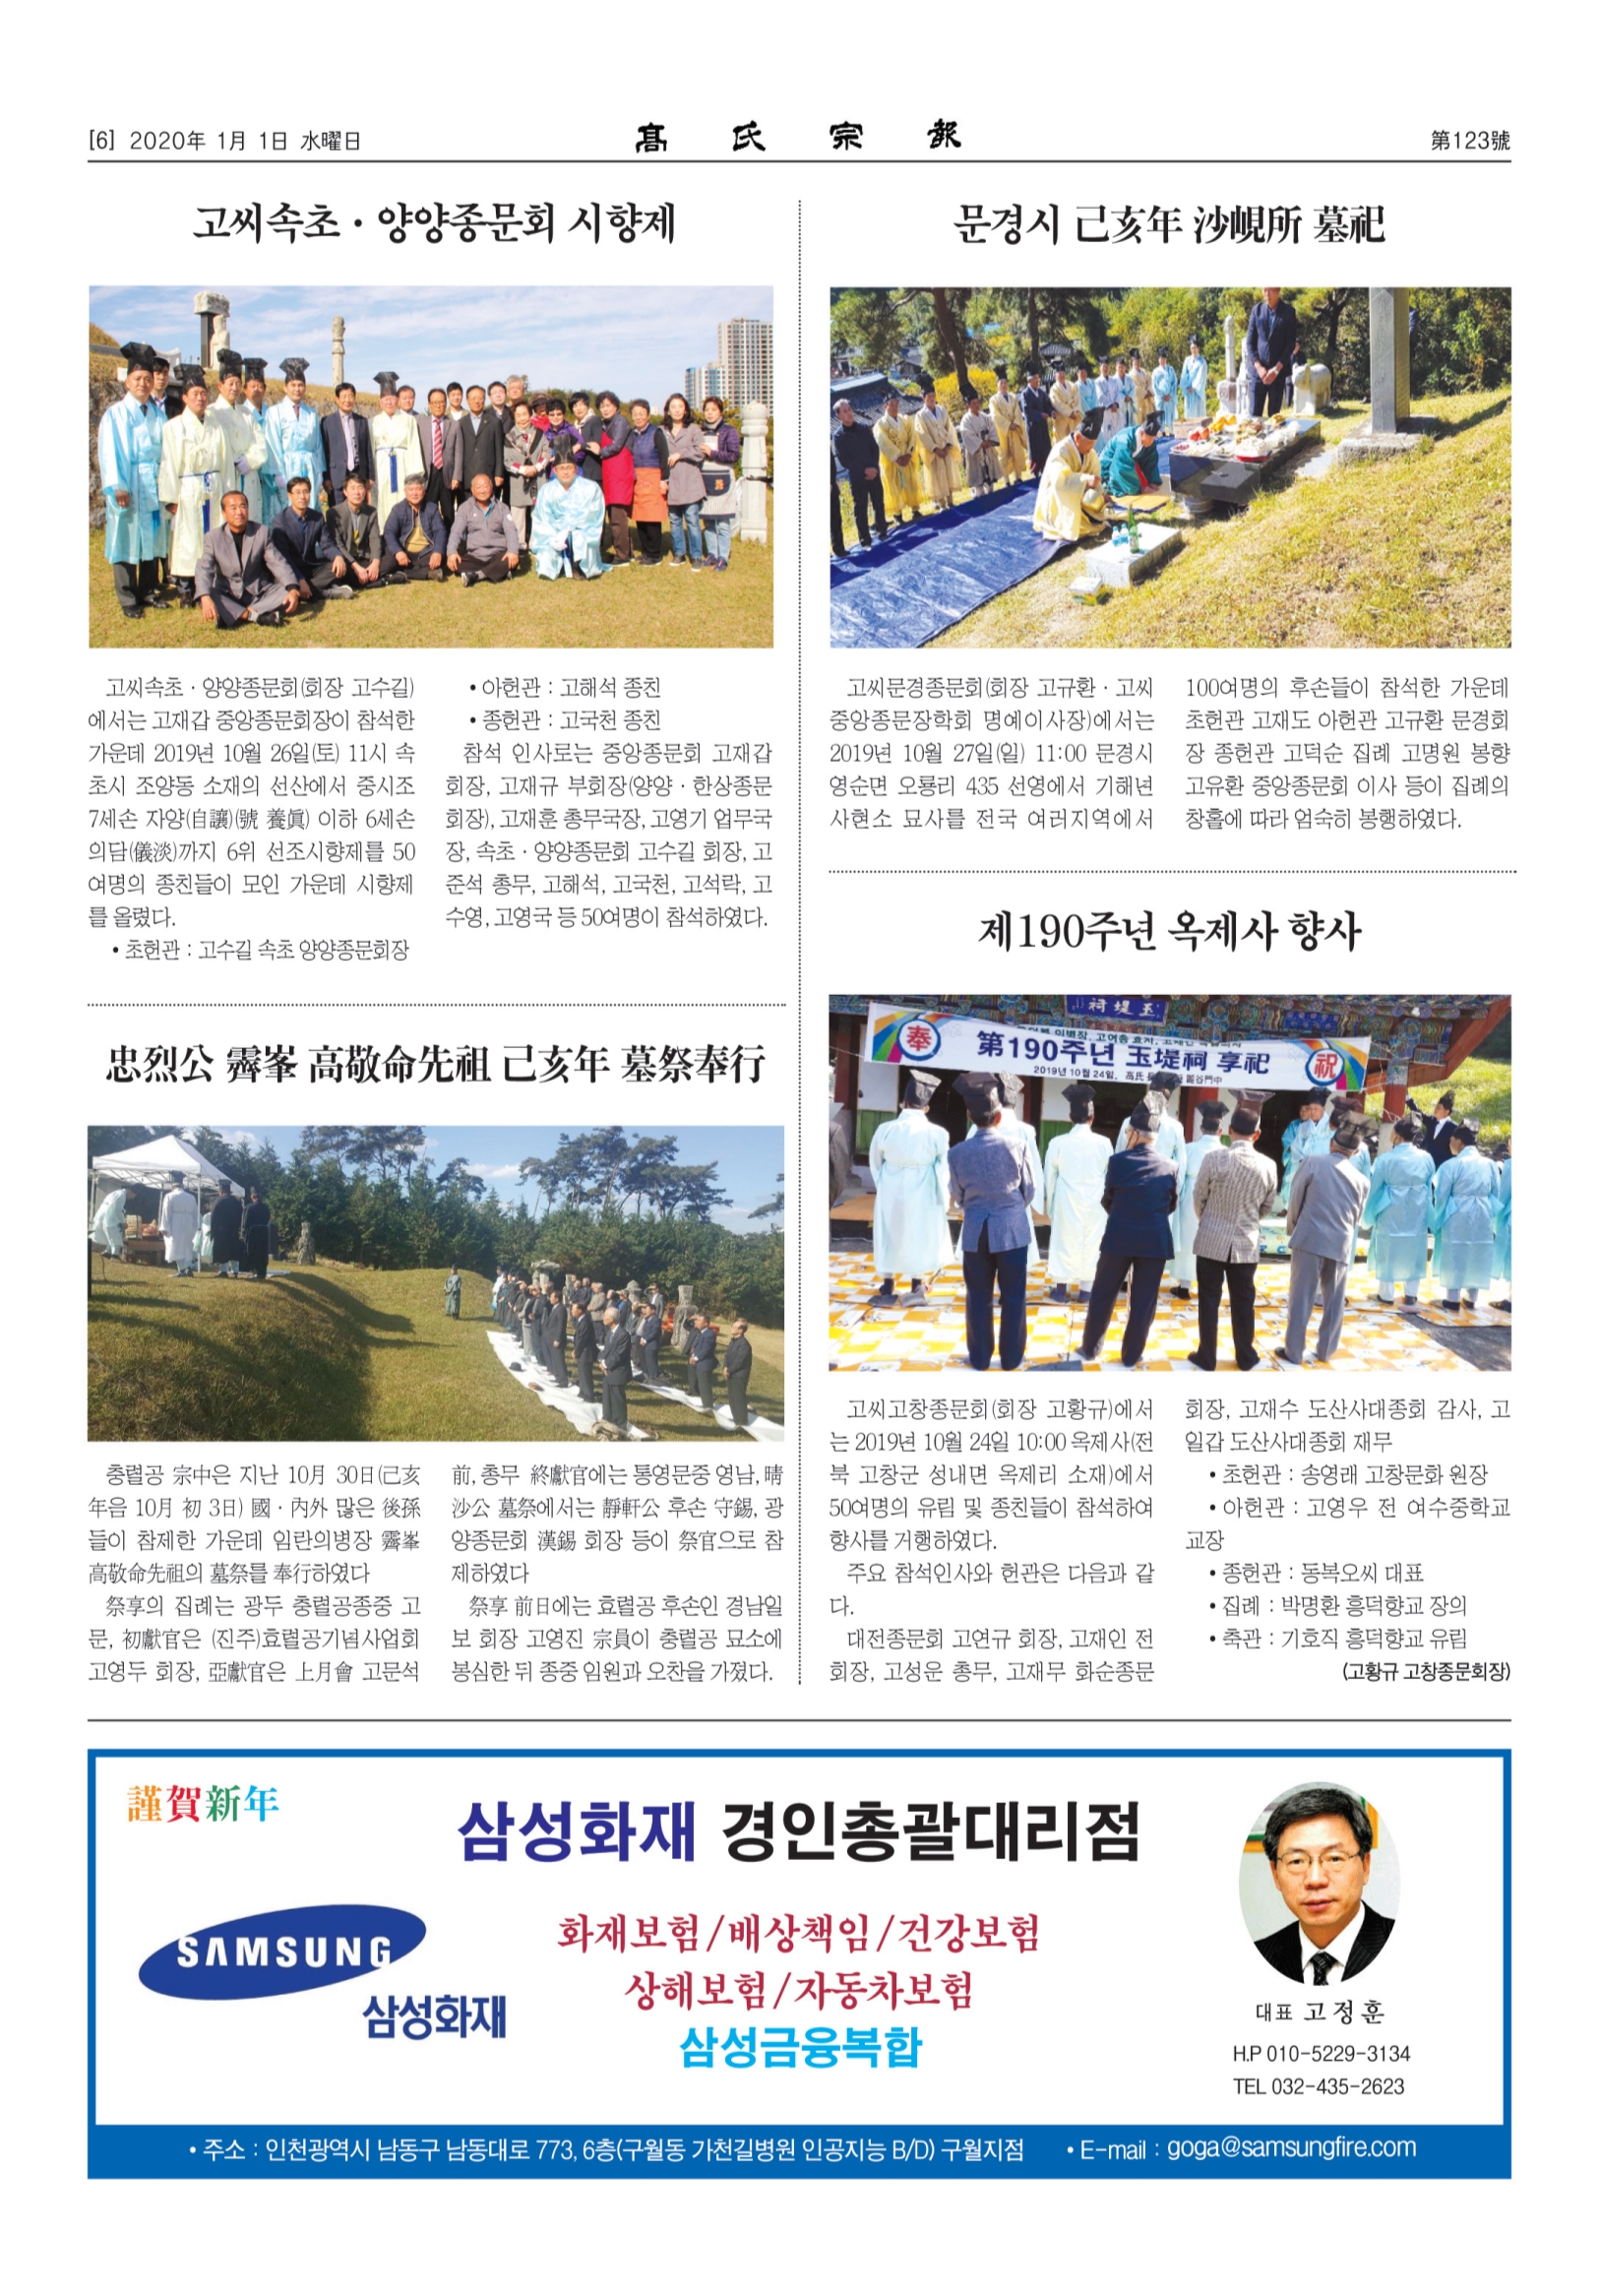 [6] 2020年 1月 1日 水曜日
髙氏宗報
第123號
고씨속초 · 양양종문회 시향제
고씨속초 · 양양종문회(회장 고수길)
에서는 고재갑 중앙종문회장이 참석한
가운데 2019년 10월 26일(토) 11시 속
초시 조양동 소재의 선산에서 중시조
7세손 자양(自讓)(號 養眞) 이하 6세손
의담(儀淡)까지 6위 선조시향제를 50
여명의 종친들이 모인 가운데 시향제
를 올렸다.
• 초헌관 : 고수길 속초 양양종문회장
• 아헌관 : 고해석 종친
• 종헌관 : 고국천 종친
참석 인사로는 중앙종문회 고재갑
회장, 고재규 부회장(양양 · 한상종문
회장), 고재훈 총무국장, 고영기 업무국
장, 속초 · 양양종문회 고수길 회장, 고
준석 총무, 고해석, 고국천, 고석락, 고
수영, 고영국 등 50여명이 참석하였다.
忠烈公 霽峯 高敬命先祖 己亥年 墓祭奉行
충렬공 宗中은 지난 10月 30日(己亥
年음 10月 初 3日) 國 · 內外 많은 後孫
들이 참제한 가운데 임란의병장 霽峯
高敬命先祖의 墓祭를 奉行하였다
祭享의 집례는 광두 충렬공종중 고
문, 初獻官은 (진주)효렬공기념사업회
고영두 회장, 亞獻官은 上月會 고문석
前, 총무 終獻官에는 통영문중 영남, 晴
沙公 墓祭에서는 靜軒公 후손 守錫, 광
양종문회 漢錫 회장 등이 祭官으로 참
제하였다
祭享 前日에는 효렬공 후손인 경남일
보 회장 고영진 宗員이 충렬공 묘소에
봉심한 뒤 종중 임원과 오찬을 가졌다.
문경시 己亥年 沙峴所 墓祀
고씨문경종문회(회장 고규환 · 고씨
중앙종문장학회 명예이사장)에서는
2019년 10월 27일(일) 11:00 문경시
영순면 오룡리 435 선영에서 기해년
사현소 묘사를 전국 여러지역에서
100여명의 후손들이 참석한 가운데
초헌관 고재도 아헌관 고규환 문경회
장 종헌관 고덕순 집례 고명원 봉향
고유환 중앙종문회 이사 등이 집례의
창홀에 따라 엄숙히 봉행하였다.
제190주년 옥제사 향사
玉堤祠
奉
第190주년 玉堤祠 享祀
祝
2019년 10월 24일,
고씨고창종문회(회장 고황규)에서
는 2019년 10월 24일 10:00 옥제사(전
북 고창군 성내면 옥제리 소재)에서
50여명의 유림 및 종친들이 참석하여
향사를 거행하였다.
주요 참석인사와 헌관은 다음과 같
다.
대전종문회 고연규 회장, 고재인 전
회장, 고성운 총무, 고재무 화순종문
회장, 고재수 도산사대종회 감사, 고
일갑 도산사대종회 재무
• 초헌관 : 송영래 고창문화 원장
• 아헌관 : 고영우 전 여수중학교
교장
• 종헌관 : 동복오씨 대표
• 집례 : 박명환 흥덕향교 장의
• 축관 : 기호직 흥덕향교 유림
(고황규 고창종문회장)
謹賀新年
삼성화재 경인총괄대리점
SAMSUNG
삼성화재
화재보험/배상책임/건강보험
상해보험/자동차보험
삼성금융복합
대표 고정훈
H.P 010-5229-3134
TEL 032-435-2623
• 주소 : 인천광역시 남동구 남동대로 773, 6층(구월동 가천길병원 인공지능 B/D) 구월지점 • E-mail : goga@samsungfire.com